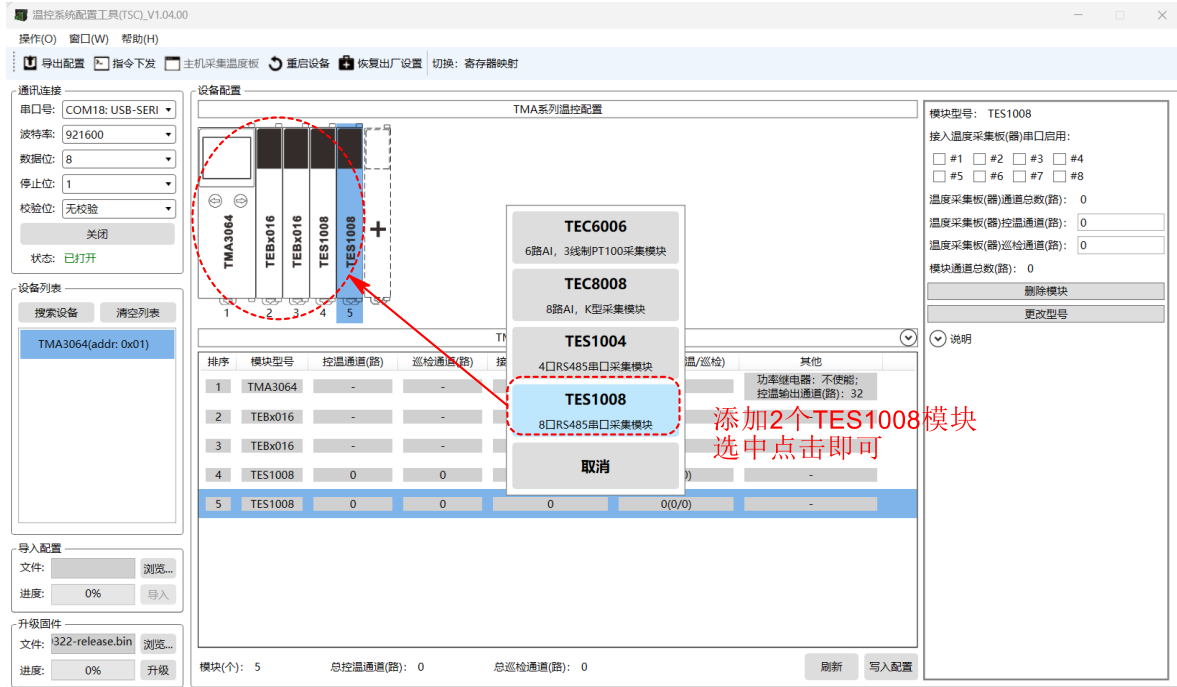 温控系统配置工具(TSC)_V1.04.00
操作(O) 窗口(W) 帮助(H)
导出配置 指令下发 主机采集温度板 重启设备 恢复出厂设置 切换: 寄存器映射
通讯连接
串口号: COM18: USB-SERI
波特率: 921600
数据位: 8
停止位: 1
校验位: 无校验
关闭
状态: 已打开
设备列表
搜索设备 清空列表
TMA3064(addr: 0x01)
导入配置
文件: 浏览...
进度: 0% 导入
升级固件
文件: 322-release.bin 浏览...
进度: 0% 升级
设备配置
TMA系列温控配置
TMA3064
TEBx016
TEBx016
TES1008
TES1008
+
1 2 3 4 5
TEC6006
6路AI，3线制PT100采集模块
TEC8008
8路AI，K型采集模块
TES1004
4口RS485串口采集模块
TES1008
8口RS485串口采集模块
取消
添加2个TES1008模块
选中点击即可
排序 模块型号 控温通道(路) 巡检通道(路) 温/巡检) 其他
1 TMA3064 - - 功率继电器: 不使能;
控温输出通道(路): 32
2 TEBx016 - -
3 TEBx016 - - -
4 TES1008 0 0 ) -
5 TES1008 0 0 0 0(0/0) -
模块(个): 5 总控温通道(路): 0 总巡检通道(路): 0 刷新 写入配置
模块型号: TES1008
接入温度采集板(器)串口启用:
#1 #2 #3 #4
#5 #6 #7 #8
温度采集板(器)通道总数(路): 0
温度采集板(器)控温通道(路): 0
温度采集板(器)巡检通道(路): 0
模块通道总数(路): 0
删除模块
更改型号
说明